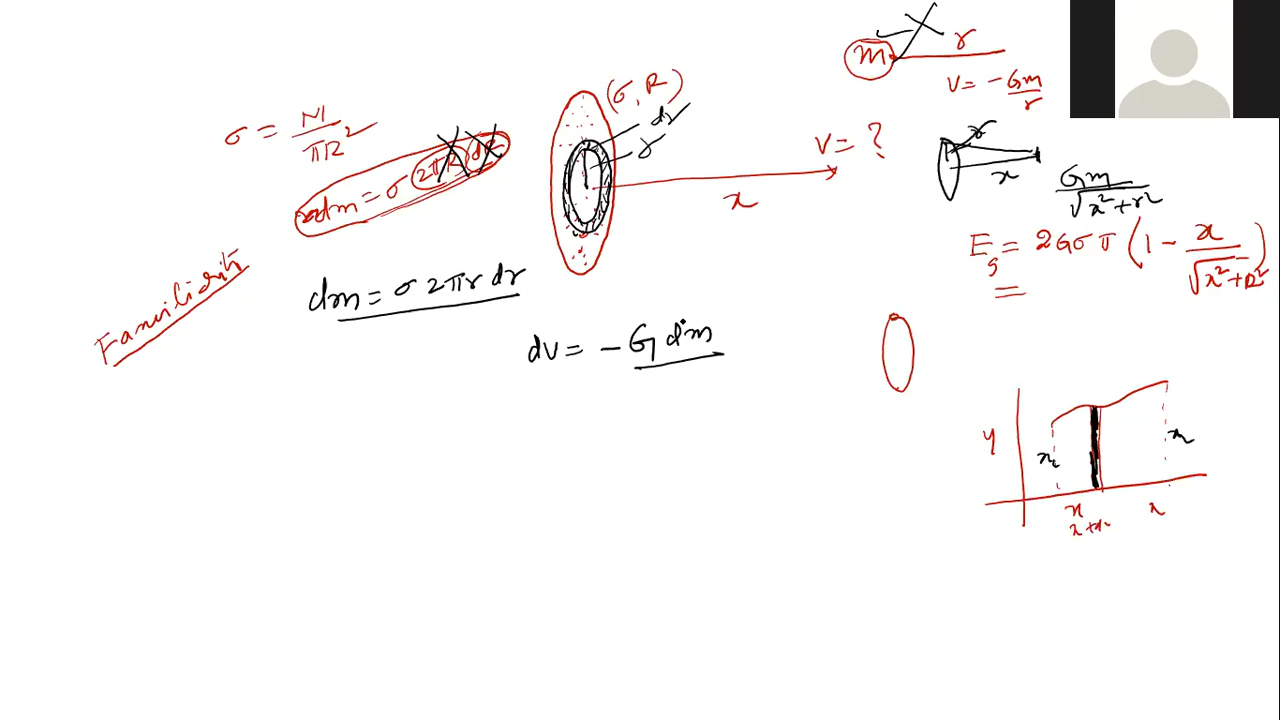 σ = M / πR²
dm = σ 2πR dr
Familiarity
dm = σ 2πr dr
dV = - G dm
(σ, R)
dr
r
x
V = ?
m
r
V = - Gm / r
r
x
Gm / √x² + r²
Eg = 2Gσπ (1 - x / √x² + R²)
=
y
x₁
x₂
x
x + dx
x